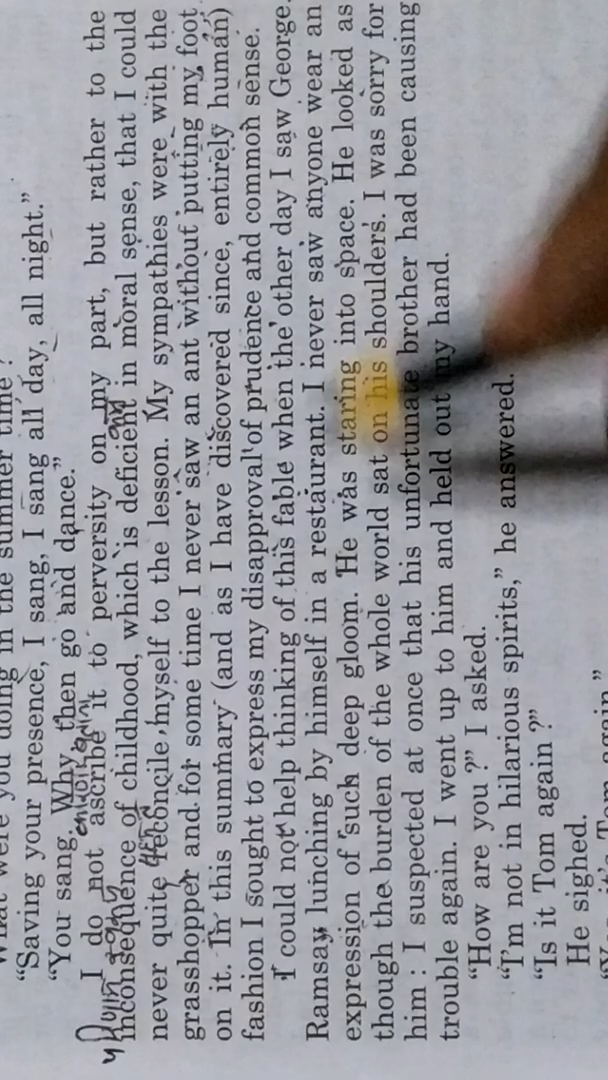 were you doing in the summer time?
“Saving your presence, I sang, I sang all day, all night.”
“You sang. Why, then go and dance.”
I do not ascribe it to perversity on my part, but rather to the
inconsequence of childhood, which is deficient in moral sense, that I could
never quite reconcile myself to the lesson. My sympathies were with the
grasshopper and for some time I never saw an ant without putting my foot
on it. In this summary (and as I have discovered since, entirely human)
fashion I sought to express my disapproval of prudence and common sense.
I could not help thinking of this fable when the other day I saw George
Ramsay lunching by himself in a restaurant. I never saw anyone wear an
expression of such deep gloom. He was staring into space. He looked as
though the burden of the whole world sat on his shoulders. I was sorry for
him : I suspected at once that his unfortunate brother had been causing
trouble again. I went up to him and held out my hand.
“How are you ?” I asked.
“I’m not in hilarious spirits,” he answered.
“Is it Tom again ?”
He sighed.
Tom again.”